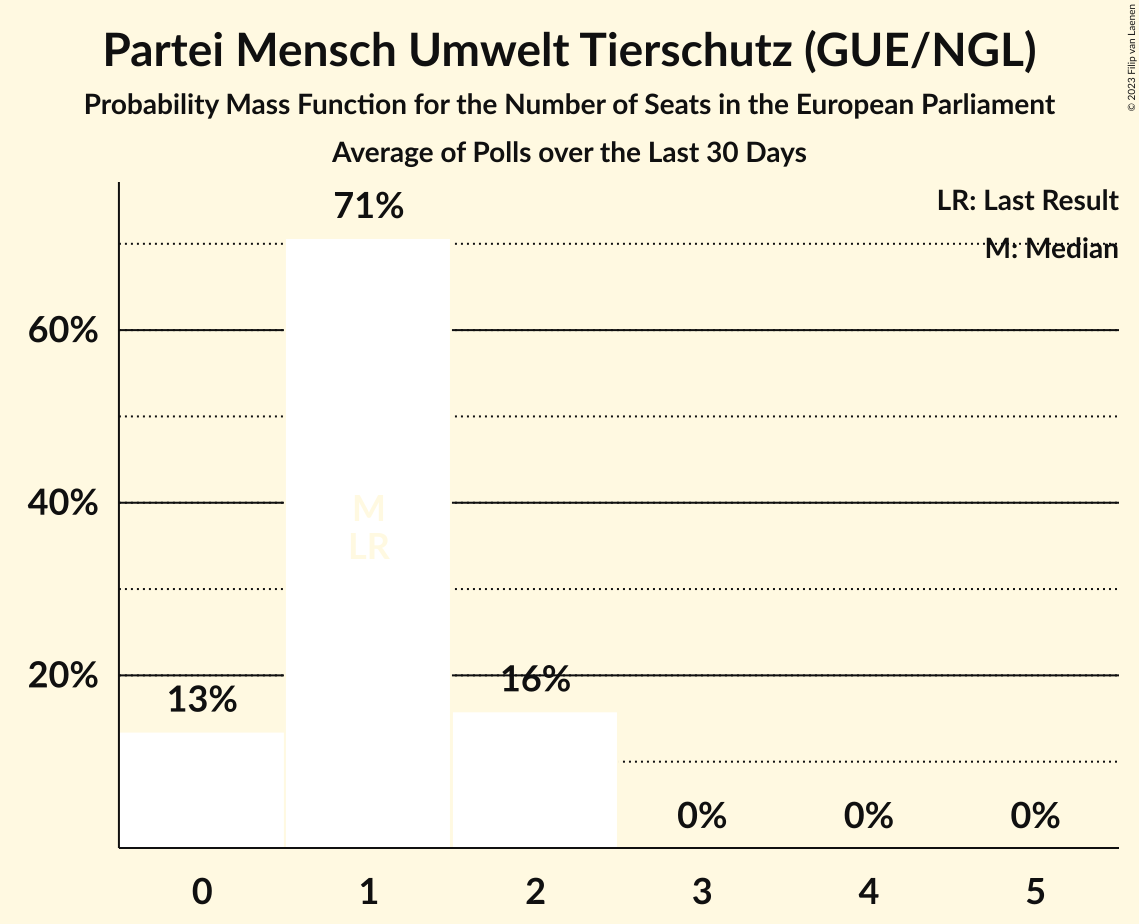 Partei Mensch Umwelt Tierschutz (GUE/NGL)
Probability Mass Function for the Number of Seats in the European Parliament
Average of Polls over the Last 30 Days
© 2023 Filip van Laenen
LR: Last Result
M: Median
71%
60%
40%
20%
M
LR
13%
16%
0%
0%
0%
0
1
2
3
4
5